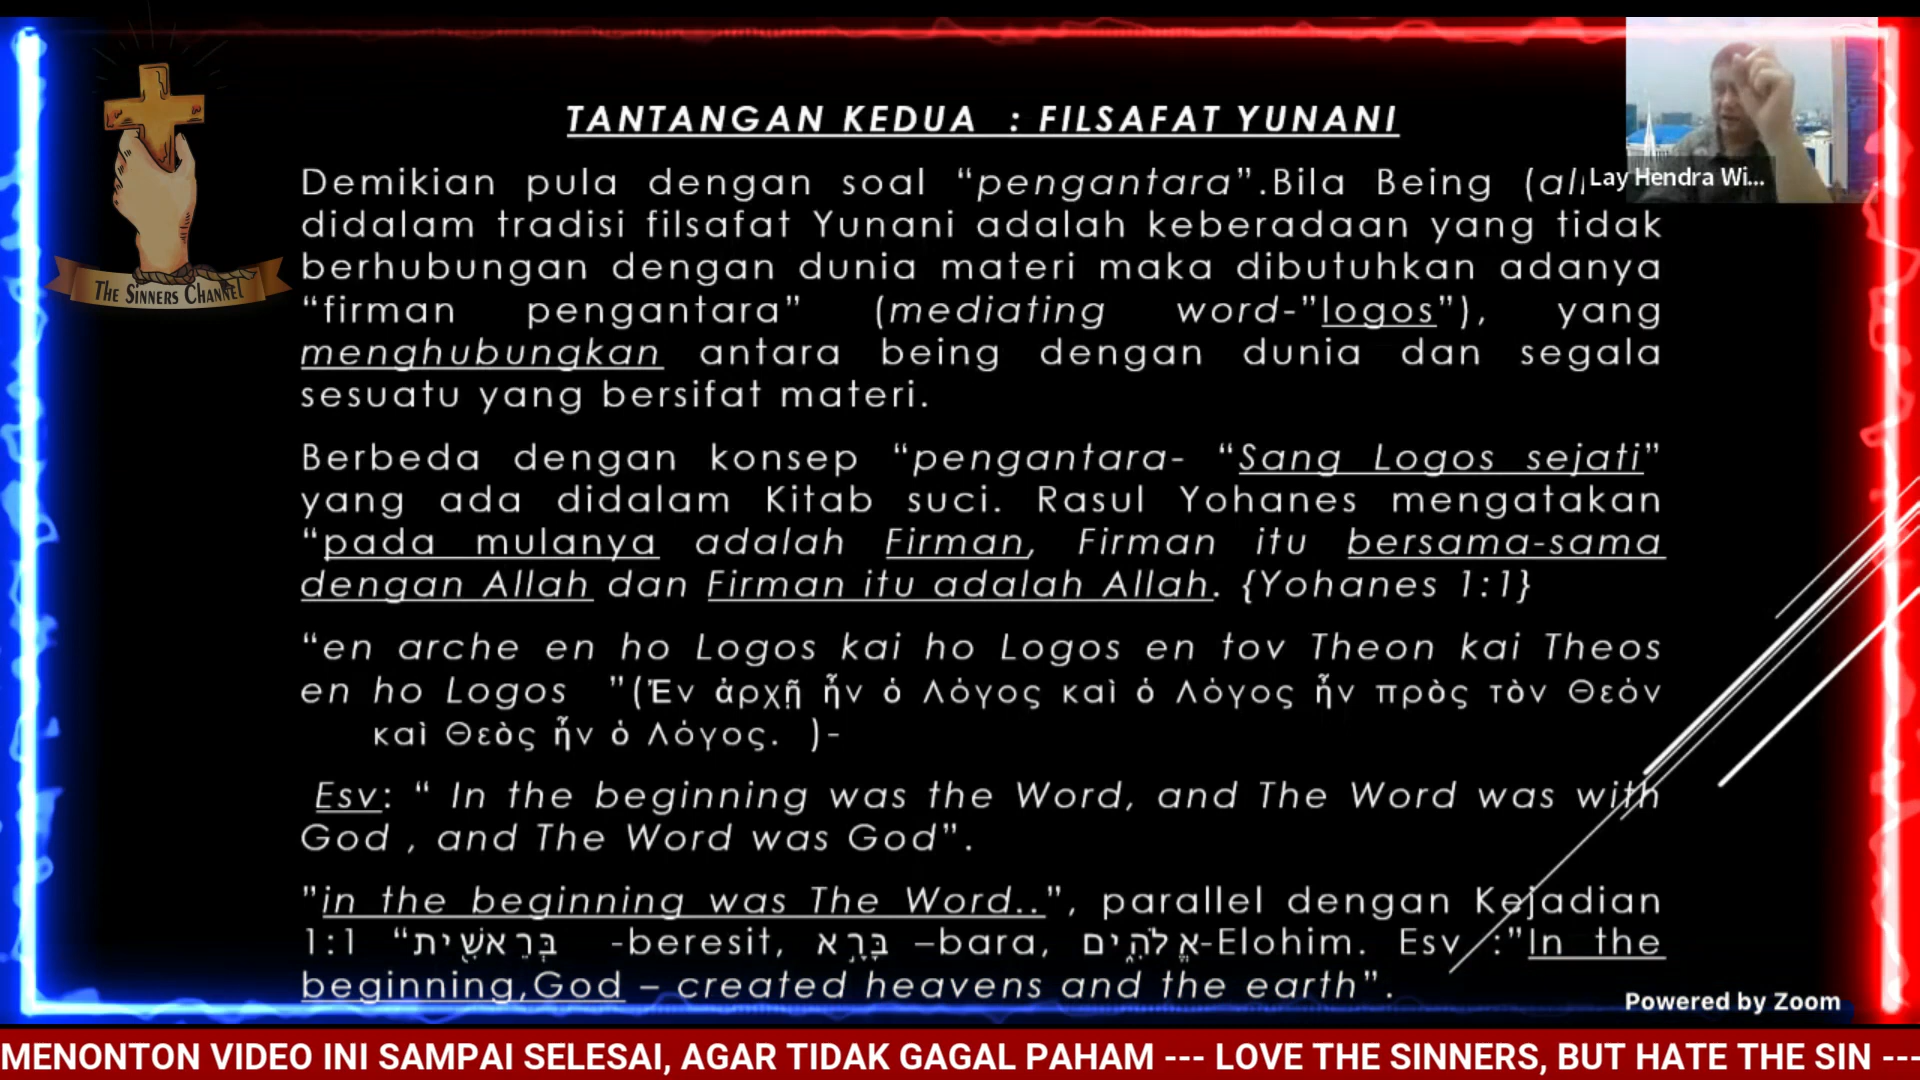 TANTANGAN KEDUA : FILSAFAT YUNANI
Demikian pula dengan soal “pengantara”.Bila Being (all
Lay Hendra Wi...
didalam tradisi filsafat Yunani adalah keberadaan yang tidak
berhubungan dengan dunia materi maka dibutuhkan adanya
“firman pengantara” (mediating word-”logos”), yang
menghubungkan antara being dengan dunia dan segala
sesuatu yang bersifat materi.
THE SINNERS CHANNEL
Berbeda dengan konsep “pengantara- “Sang Logos sejati”
yang ada didalam Kitab suci. Rasul Yohanes mengatakan
“pada mulanya adalah Firman, Firman itu bersama-sama
dengan Allah dan Firman itu adalah Allah. {Yohanes 1:1}
“en arche en ho Logos kai ho Logos en tov Theon kai Theos
en ho Logos ”(Ἐν ἀρχῇ ἦν ὁ Λόγος καὶ ὁ Λόγος ἦν πρὸς τὸν Θεόν
καὶ Θεὸς ἦν ὁ Λόγος. )-
Esv: “ In the beginning was the Word, and The Word was with
God , and The Word was God”.
”in the beginning was The Word..”, parallel dengan Kejadian
1:1 “בְּרֵאשִׁ֖ית -beresit, בָּרָ֣א –bara, אֱלֹהִ֑ים-Elohim. Esv :”In the
beginning,God – created heavens and the earth”.
Powered by Zoom
MENONTON VIDEO INI SAMPAI SELESAI, AGAR TIDAK GAGAL PAHAM --- LOVE THE SINNERS, BUT HATE THE SIN ---